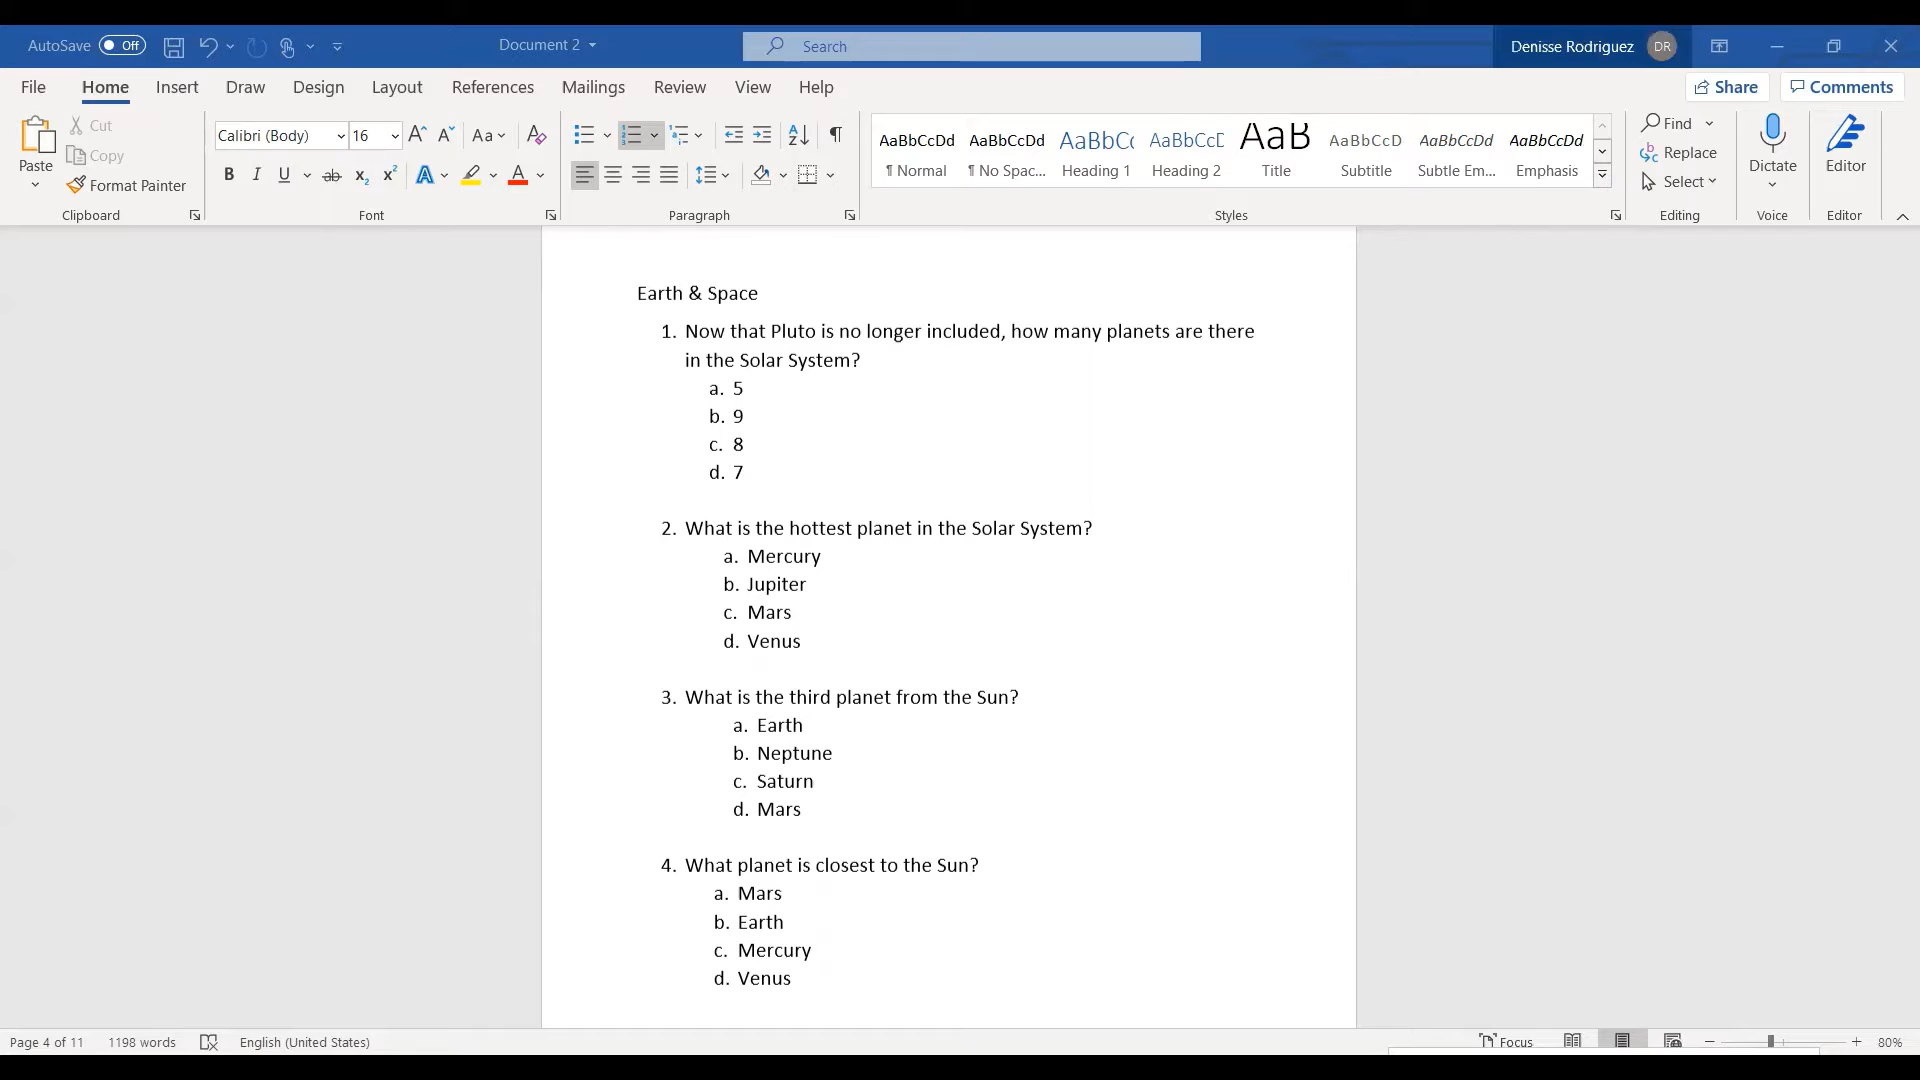 AutoSave Off Document 2 Search Denisse Rodriguez DR
File Home Insert Draw Design Layout References Mailings Review View Help Share Comments
Paste Cut Copy Format Painter
Clipboard
Calibri (Body) 16 Aa
B I U ab x₂ x² A A
Font
Paragraph
AaBbCcDd AaBbCcDd AaBbCc AaBbCcD AaB AaBbCcD AaBbCcDd AaBbCcDd
¶ Normal ¶ No Spac... Heading 1 Heading 2 Title Subtitle Subtle Em... Emphasis
Styles
Find
Replace
Select
Editing
Dictate
Voice
Editor
Editor
Earth & Space
1. Now that Pluto is no longer included, how many planets are there
in the Solar System?
a. 5
b. 9
c. 8
d. 7
2. What is the hottest planet in the Solar System?
a. Mercury
b. Jupiter
c. Mars
d. Venus
3. What is the third planet from the Sun?
a. Earth
b. Neptune
c. Saturn
d. Mars
4. What planet is closest to the Sun?
a. Mars
b. Earth
c. Mercury
d. Venus
Page 4 of 11 1198 words English (United States) Focus 80%